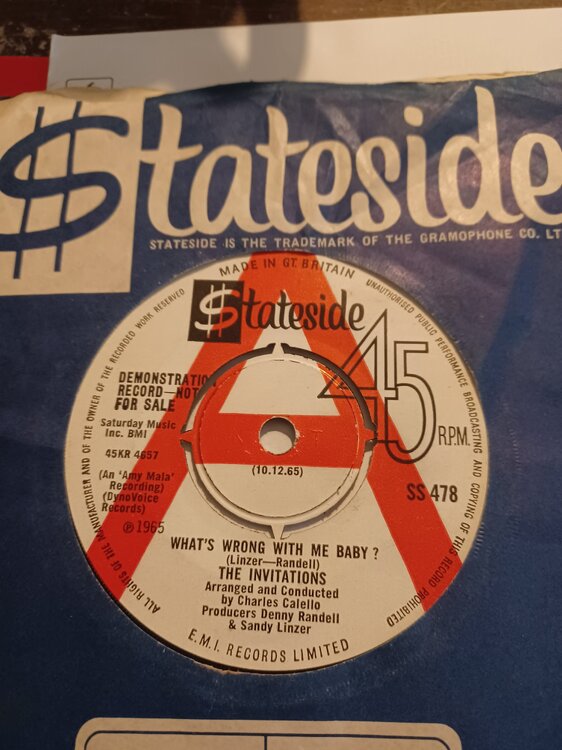 $tateside
STATESIDE IS THE TRADEMARK OF THE GRAMOPHONE CO. LT
MADE IN GT. BRITAIN
UNAUTHORISED PUBLIC PERFORMANCE BROADCASTING AND COPYING OF THIS RECORD PROHIBITED
ALL RIGHTS OF THE MANUFACTURER AND OF THE OWNER OF THE RECORDED WORK RESERVED
$tateside
45 R.P.M.
DEMONSTRATION
RECORD—NOT
FOR SALE
Saturday Music
Inc. BMI
45KR 4657
(An 'Amy Mala'
Recording)
(DynoVoice
Records)
℗1965
(10.12.65)
SS 478
A
WHAT'S WRONG WITH ME BABY?
(Linzer—Randell)
THE INVITATIONS
Arranged and Conducted
by Charles Calello
Producers Denny Randell
& Sandy Linzer
E.M.I. RECORDS LIMITED